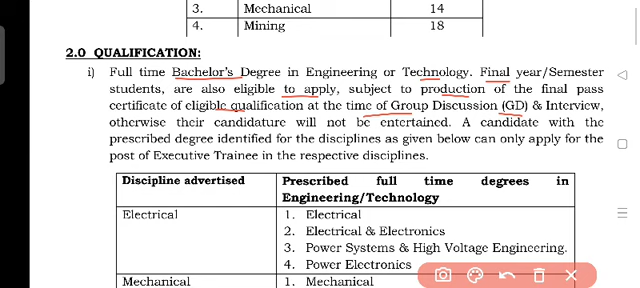 3. Mechanical 14
4. Mining 18
2.0 QUALIFICATION:
i) Full time Bachelor's Degree in Engineering or Technology. Final year/Semester
students, are also eligible to apply, subject to production of the final pass
certificate of eligible qualification at the time of Group Discussion (GD) & Interview,
otherwise their candidature will not be entertained. A candidate with the
prescribed degree identified for the disciplines as given below can only apply for the
post of Executive Trainee in the respective disciplines.
Discipline advertised Prescribed full time degrees in
Engineering/Technology
Electrical 1. Electrical
2. Electrical & Electronics
3. Power Systems & High Voltage Engineering.
4. Power Electronics
Mechanical 1. Mechanical